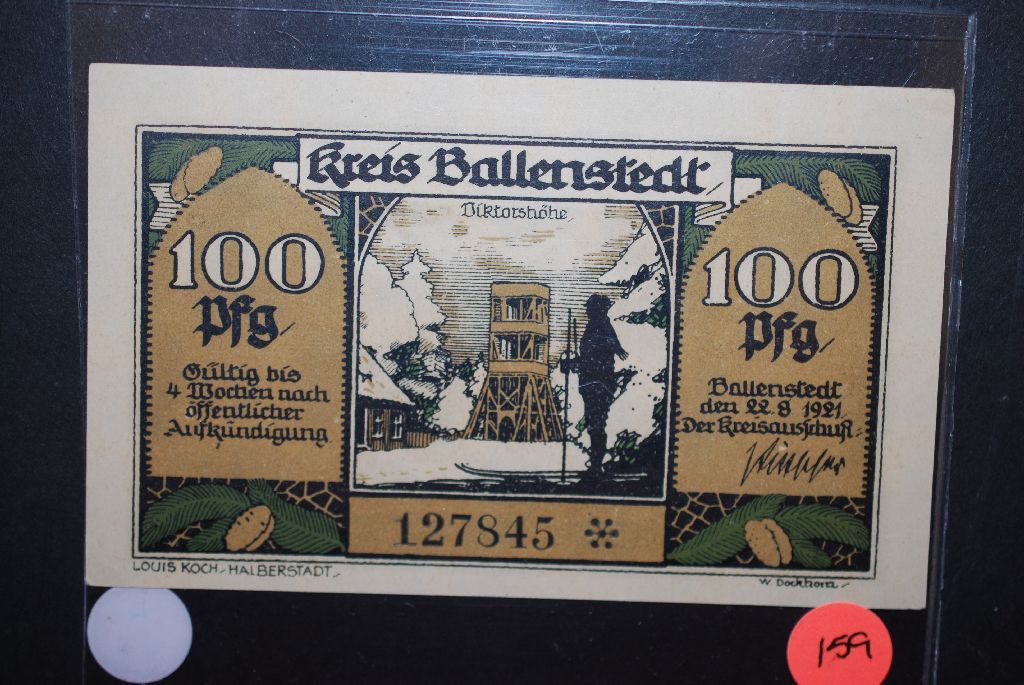 Kreis Ballenstedt
Viktorshöhe
100
Pfg
Gültig bis
4 Wochen nach
öffentlicher
Aufkündigung
100
Pfg
Ballenstedt
den 22. 8 1921
Der Kreisausschuß:
127845
LOUIS KOCH, HALBERSTADT
W. Dockhorn
159